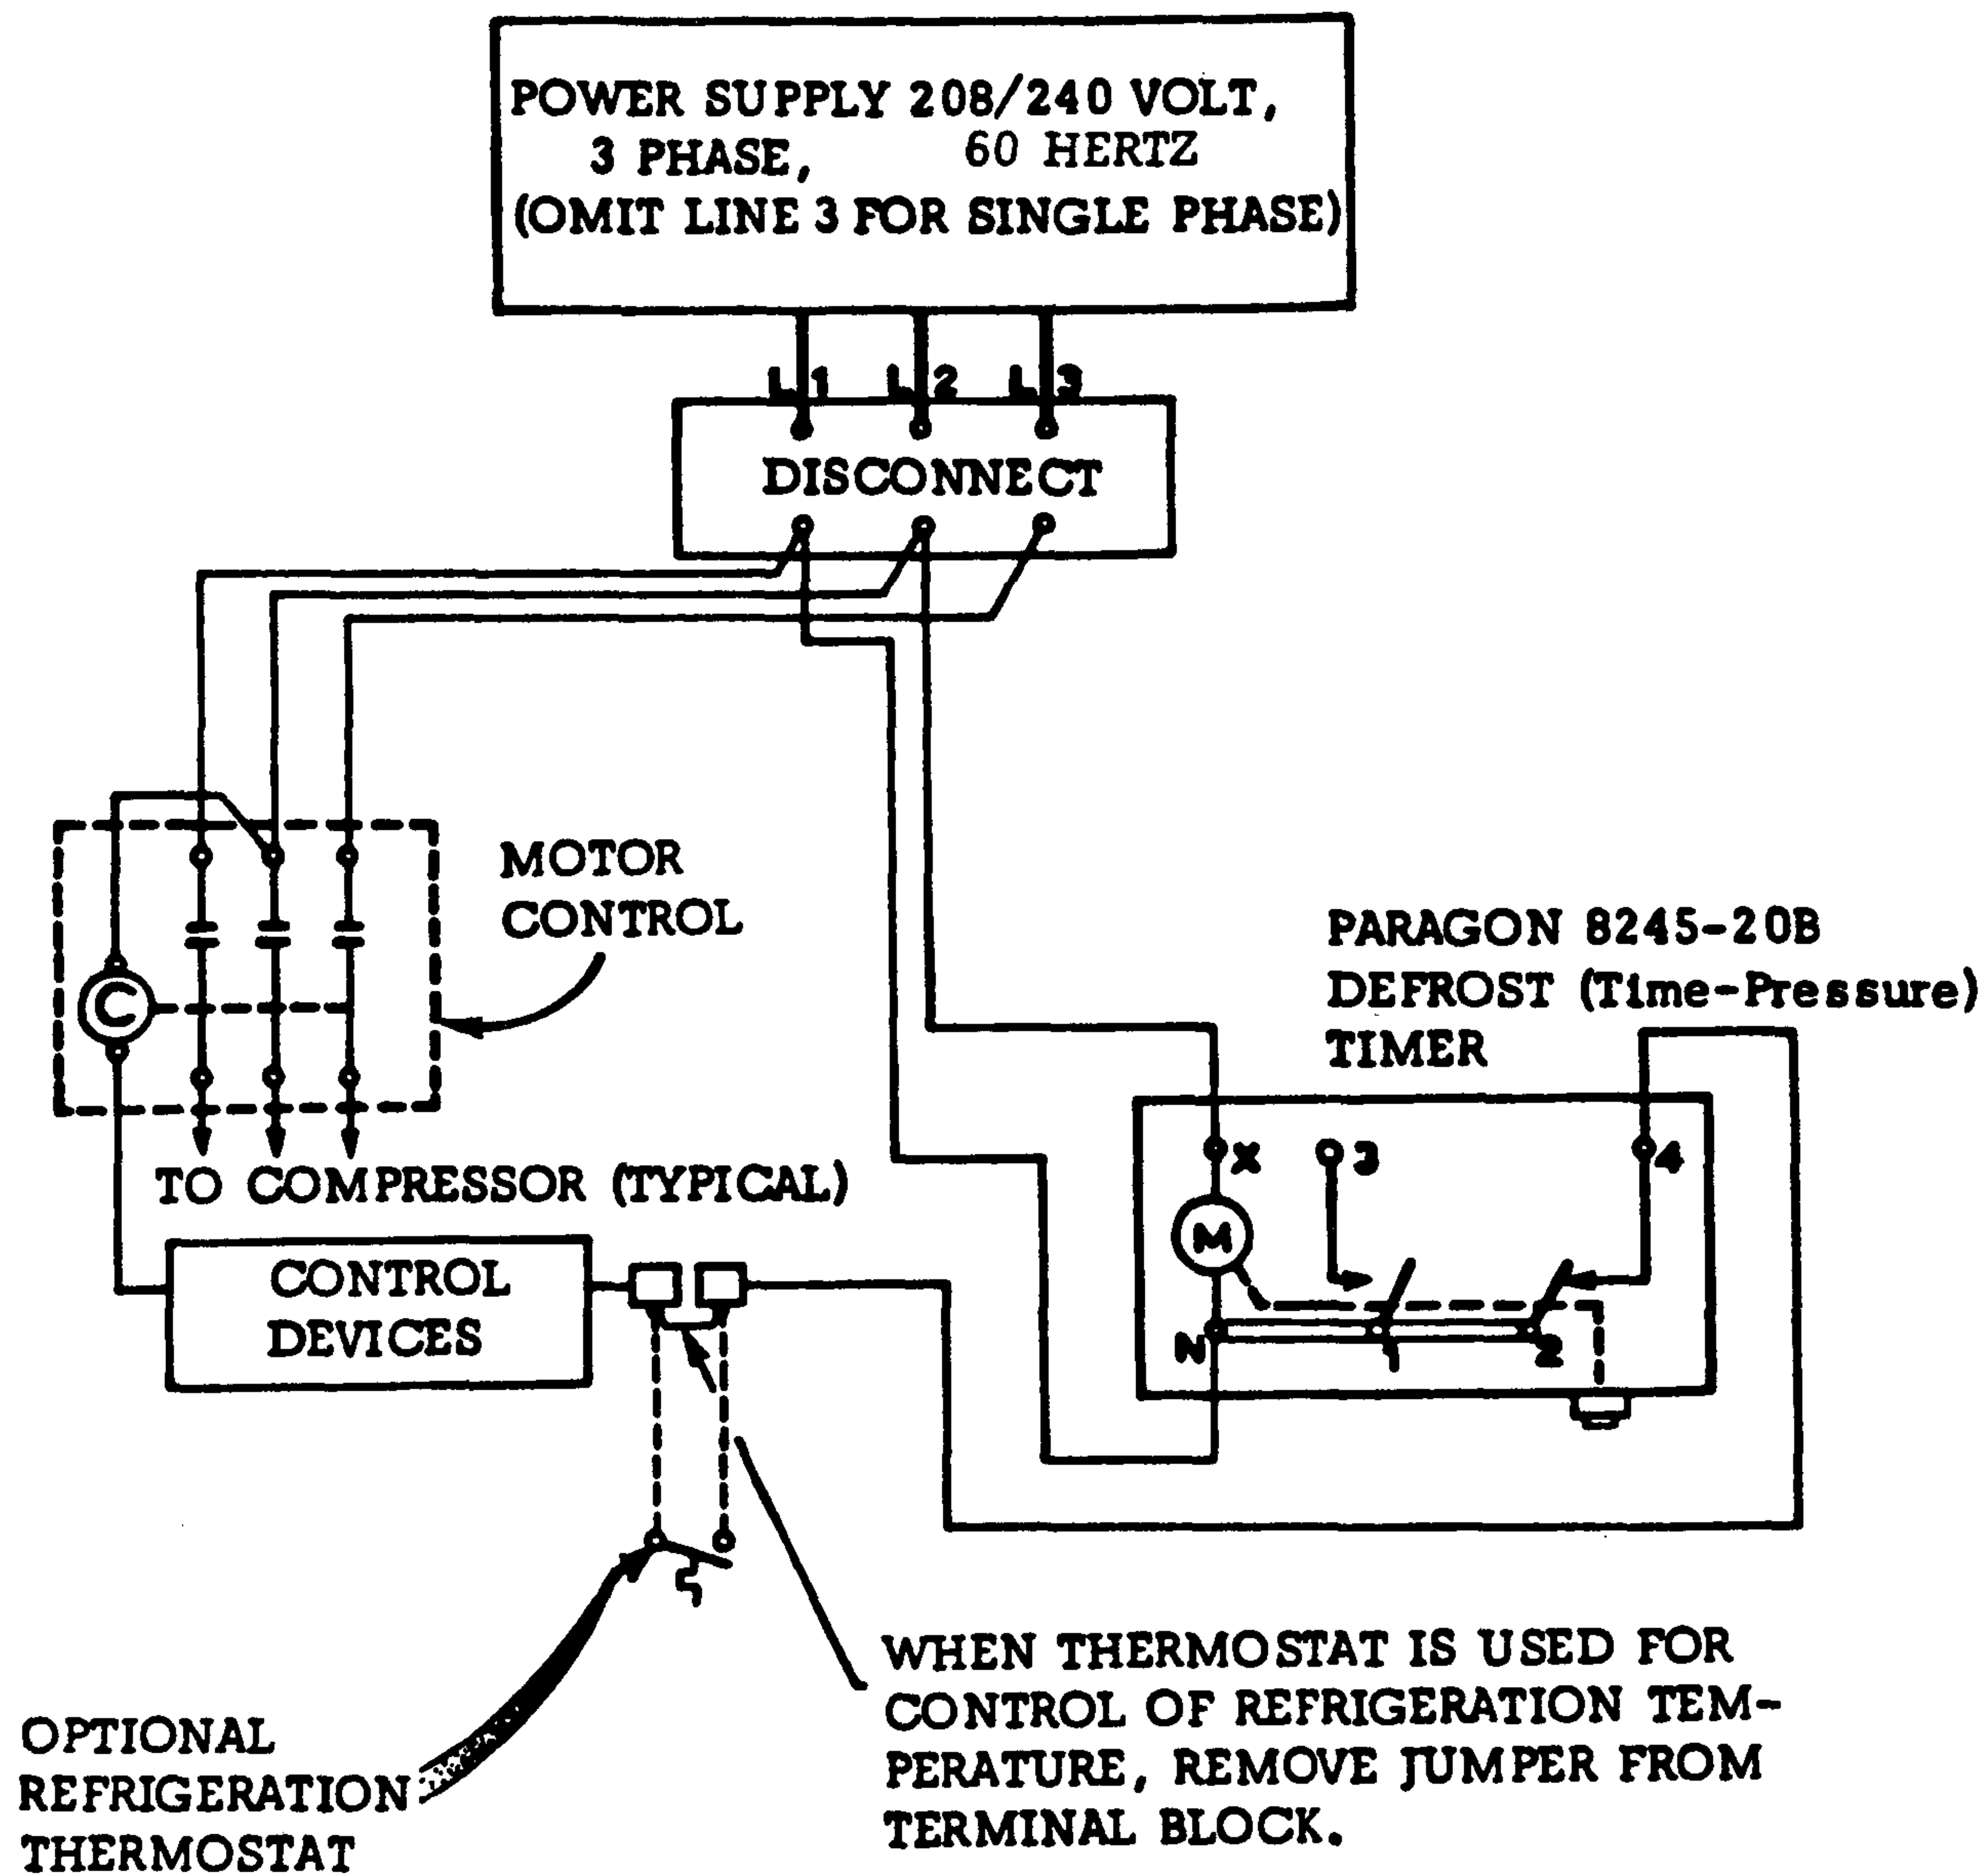 POWER SUPPLY 208/240 VOLT,
3 PHASE, 60 HERTZ
(OMIT LINE 3 FOR SINGLE PHASE)
L1 L2 L3
DISCONNECT
MOTOR
CONTROL
C
TO COMPRESSOR (TYPICAL)
PARAGON 8245-20B
DEFROST (Time-Pressure)
TIMER
X 3 4
M
N 1 2
CONTROL
DEVICES
WHEN THERMOSTAT IS USED FOR
CONTROL OF REFRIGERATION TEM-
PERATURE, REMOVE JUMPER FROM
TERMINAL BLOCK.
OPTIONAL
REFRIGERATION
THERMOSTAT